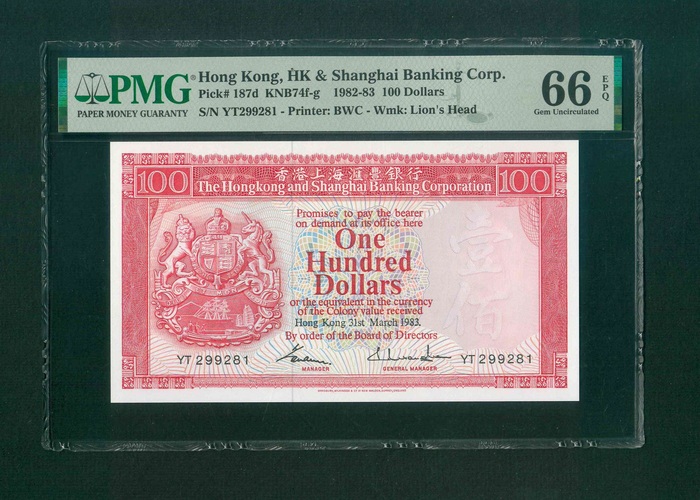 PMG
PAPER MONEY GUARANTY
Hong Kong, HK & Shanghai Banking Corp.
Pick# 187d KNB74f-g 1982-83 100 Dollars
S/N YT299281 - Printer: BWC - Wmk: Lion's Head
66 EPQ
Gem Uncirculated
香港上海滙豐銀行
100 The Hongkong and Shanghai Banking Corporation 100
Promises to pay the bearer
on demand at its office here
One
Hundred
Dollars
or the equivalent in the currency
of the Colony value received
Hong Kong 31st March 1983.
By order of the Board of Directors
壹佰
YT 299281
YT 299281
MANAGER
GENERAL MANAGER